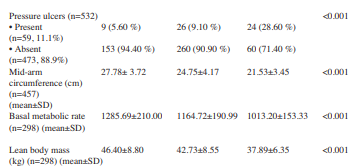 Pressure ulcers (n=532) <0.001
• Present 9 (5.60 %) 26 (9.10 %) 24 (28.60 %)
(n=59, 11.1%)
• Absent 153 (94.40 %) 260 (90.90 %) 60 (71.40 %)
(n=473, 88.9%)
Mid-arm 27.78± 3.72 24.75±4.17 21.53±3.45 <0.001
circumference (cm)
(n=457)
(mean±SD)
Basal metabolic rate 1285.69±210.00 1164.72±190.99 1013.20±153.33 <0.001
(n=298) (mean±SD)
Lean body mass 46.40±8.80 42.73±8.55 37.89±6.35 <0.001
(kg) (n=298) (mean±SD)